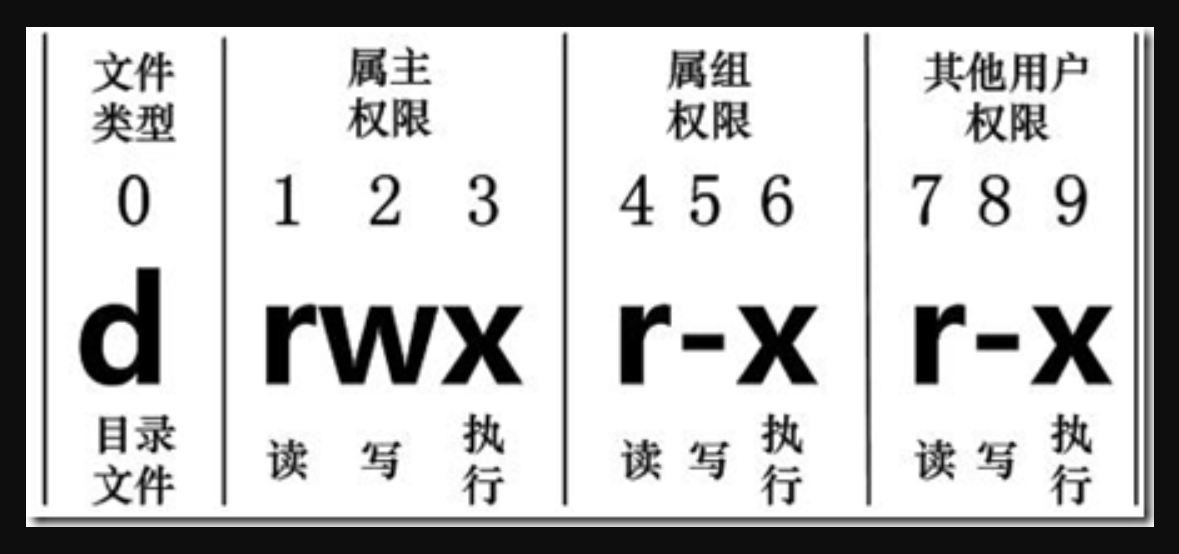 文件
类型
属主
权限
属组
权限
其他用户
权限
0
1 2 3
4 5 6
7 8 9
d
rwx
r-x
r-x
目录
文件
读 写 执行
读 写 执行
读 写 执行